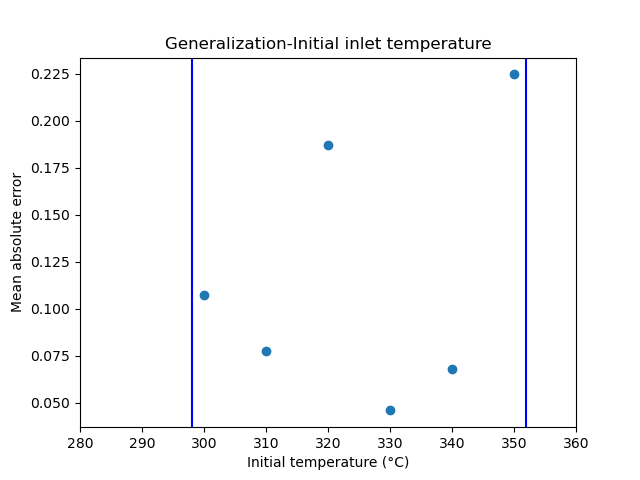 Generalization-Initial inlet temperature
Mean absolute error
0.225
0.200
0.175
0.150
0.125
0.100
0.075
0.050
280 290 300 310 320 330 340 350 360
Initial temperature (°C)